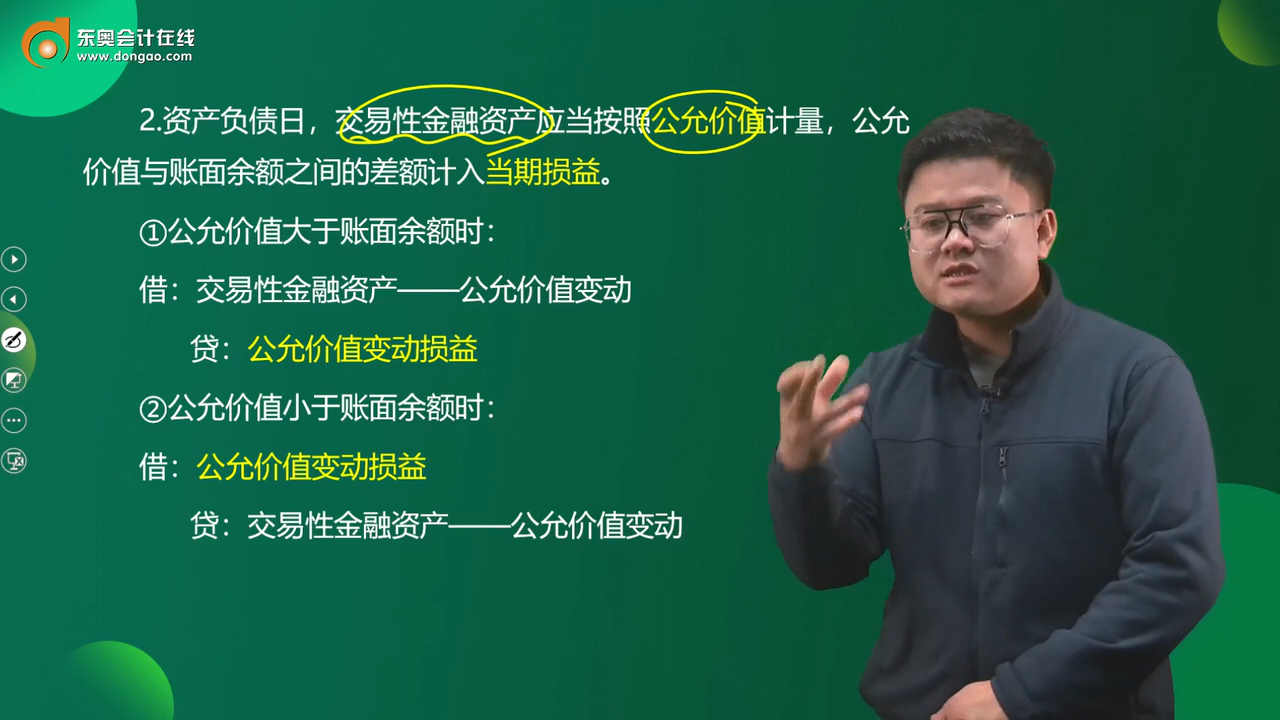 东奥会计在线
www.dongao.com
2.资产负债日，交易性金融资产应当按照公允价值计量，公允
价值与账面余额之间的差额计入当期损益。
①公允价值大于账面余额时：
借：交易性金融资产——公允价值变动
贷：公允价值变动损益
②公允价值小于账面余额时：
借：公允价值变动损益
贷：交易性金融资产——公允价值变动